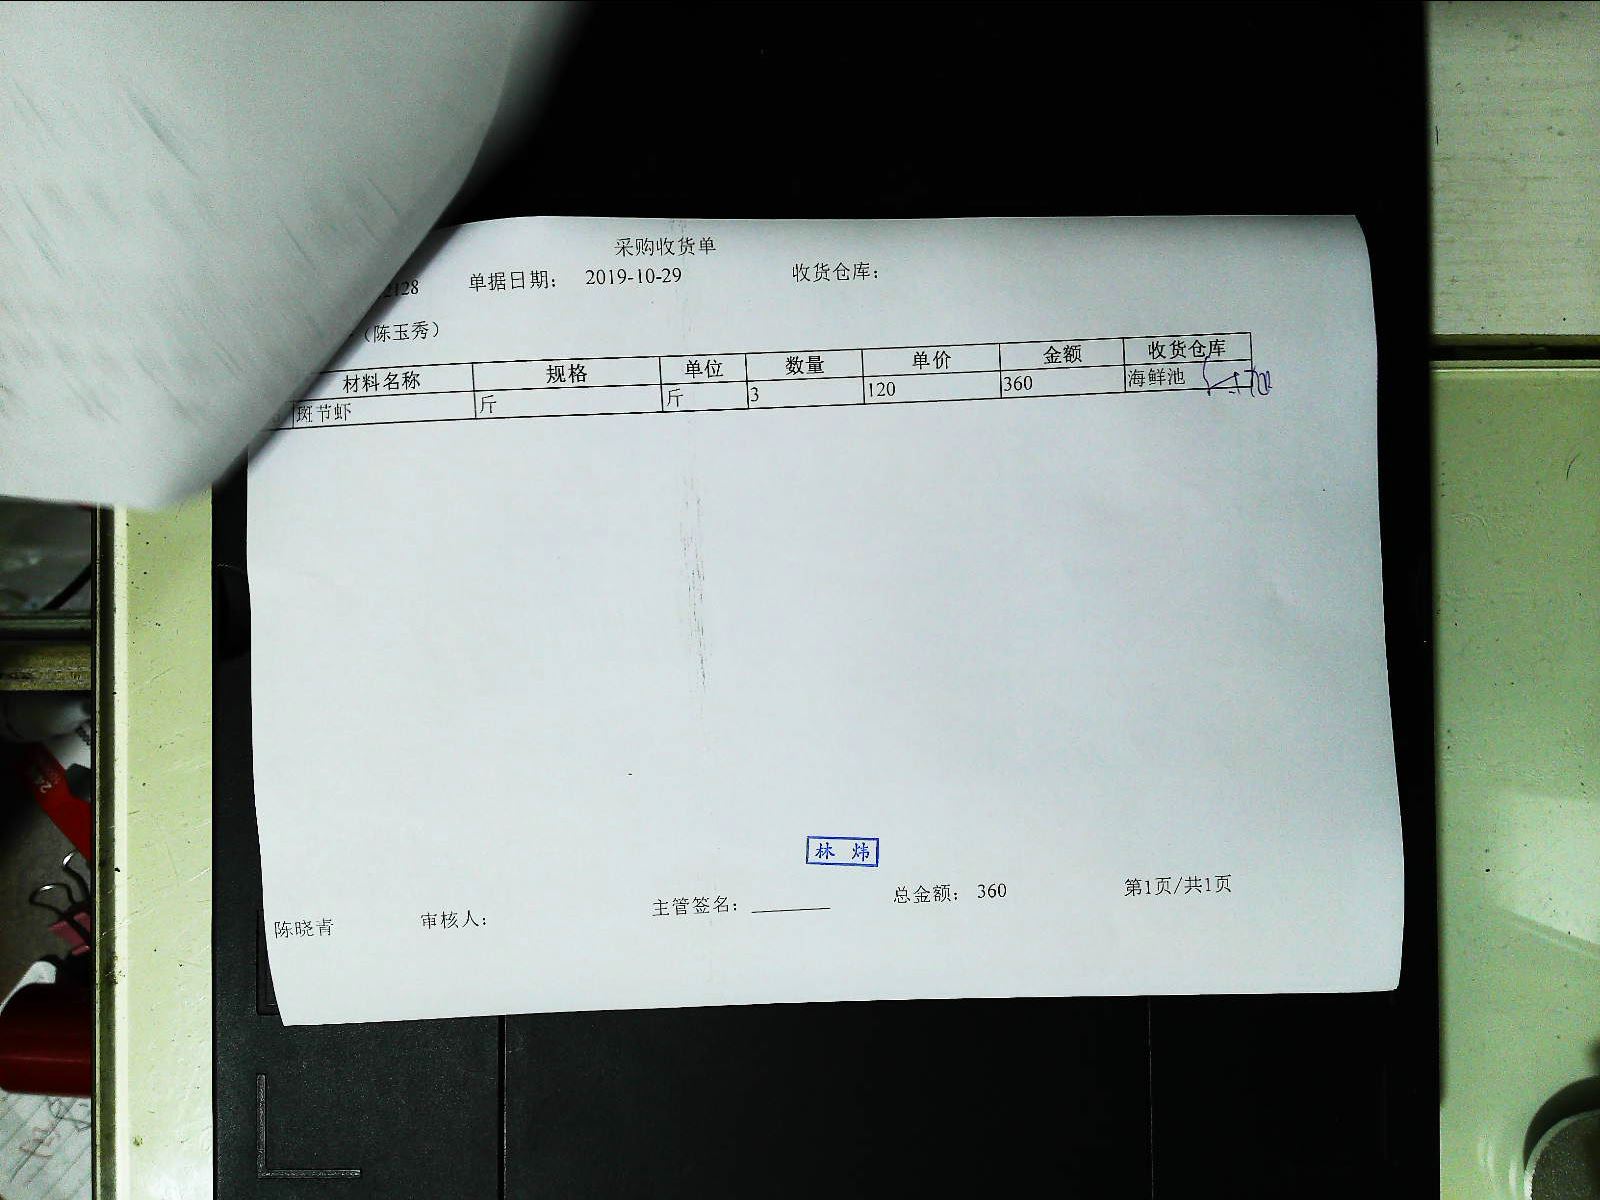 采购收货单
2128 单据日期： 2019-10-29 收货仓库：
（陈玉秀）
材料名称 规格 单位 数量 单价 金额 收货仓库
斑节虾 斤 斤 3 120 360 海鲜池
林 炜
陈晓青 审核人： 主管签名： 总金额： 360 第1页/共1页